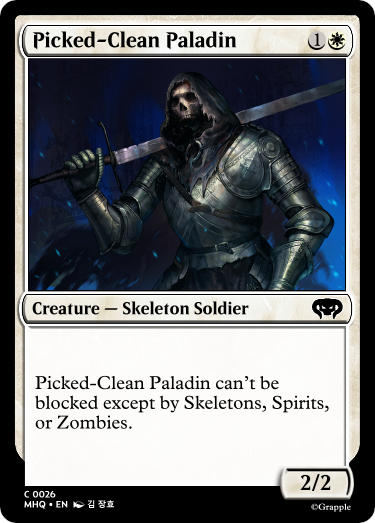 Picked-Clean Paladin 1
Creature — Skeleton Soldier
Picked-Clean Paladin can't be
blocked except by Skeletons, Spirits,
or Zombies.
2/2
C 0026
MHQ • EN 김 장효
©Grapple